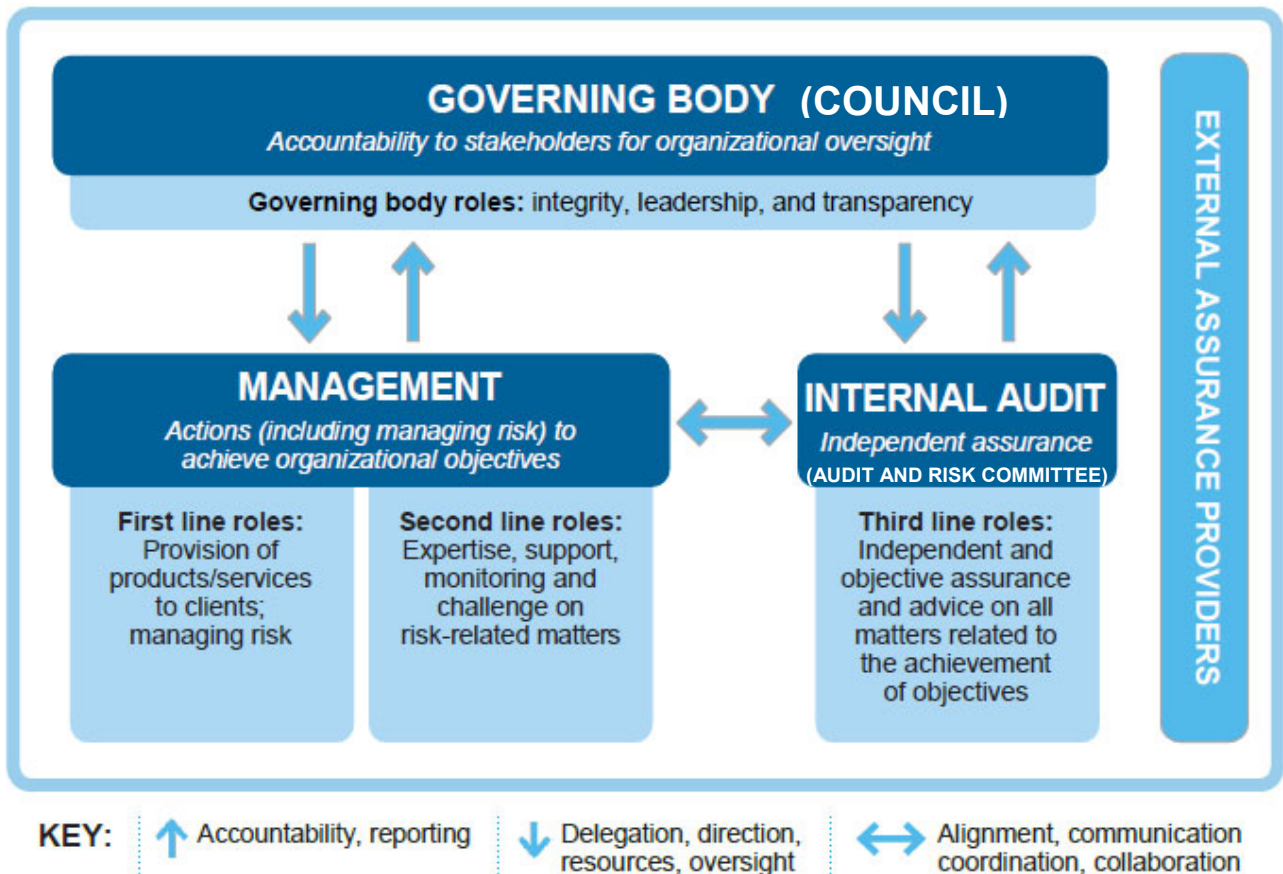 GOVERNING BODY (COUNCIL)
Accountability to stakeholders for organizational oversight
Governing body roles: integrity, leadership, and transparency
MANAGEMENT
Actions (including managing risk) to
achieve organizational objectives
First line roles:
Provision of
products/services
to clients;
managing risk
Second line roles:
Expertise, support,
monitoring and
challenge on
risk-related matters
INTERNAL AUDIT
Independent assurance
(AUDIT AND RISK COMMITTEE)
Third line roles:
Independent and
objective assurance
and advice on all
matters related to
the achievement
of objectives
EXTERNAL ASSURANCE PROVIDERS
KEY:
Accountability, reporting
Delegation, direction,
resources, oversight
Alignment, communication
coordination, collaboration